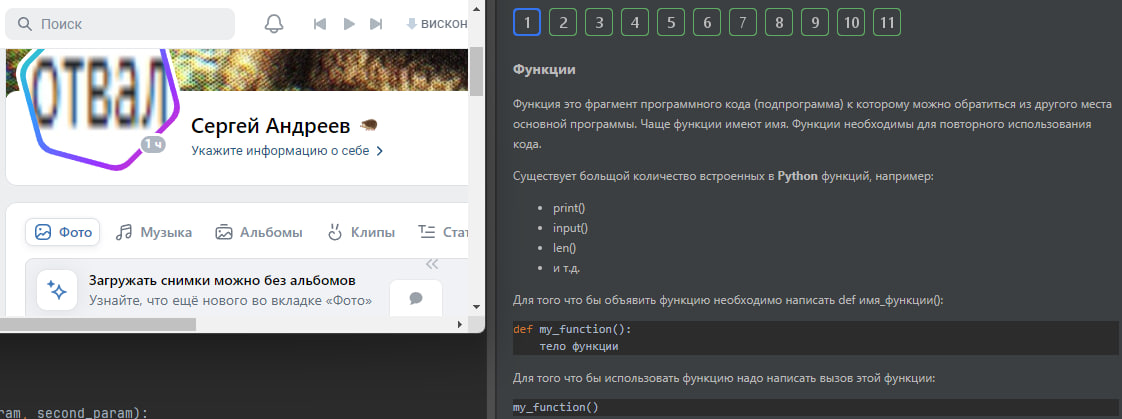 Поиск
вискон
отвал
1 ч
Сергей Андреев
Укажите информацию о себе
Фото
Музыка
Альбомы
Клипы
Стат
Загружать снимки можно без альбомов
Узнайте, что ещё нового во вкладке «Фото»
ram, second_param):
1 2 3 4 5 6 7 8 9 10 11
Функции
Функция это фрагмент программного кода (подпрограмма) к которому можно обратиться из другого места
основной программы. Чаще функции имеют имя. Функции необходимы для повторного использования
кода.
Существует большой количество встроенных в Python функций, например:
• print()
• input()
• len()
• и т.д.
Для того что бы объявить функцию необходимо написать def имя_функции():
def my_function():
тело функции
Для того что бы использовать функцию надо написать вызов этой функции:
my_function()